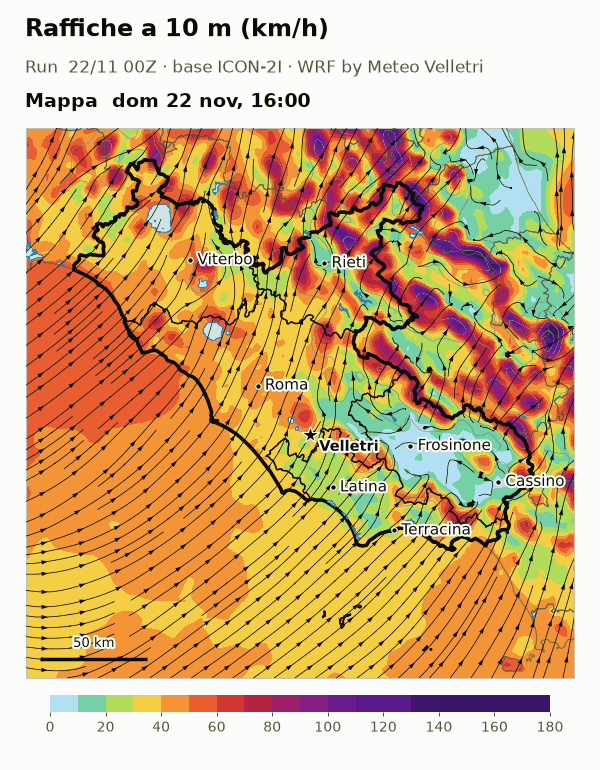 Raffiche a 10 m (km/h)
Run 22/11 00Z · base ICON-2I · WRF by Meteo Velletri
Mappa dom 22 nov, 16:00
Viterbo
Rieti
Roma
Velletri
Frosinone
Cassino
Latina
Terracina
50 km
0 20 40 60 80 100 120 140 160 180